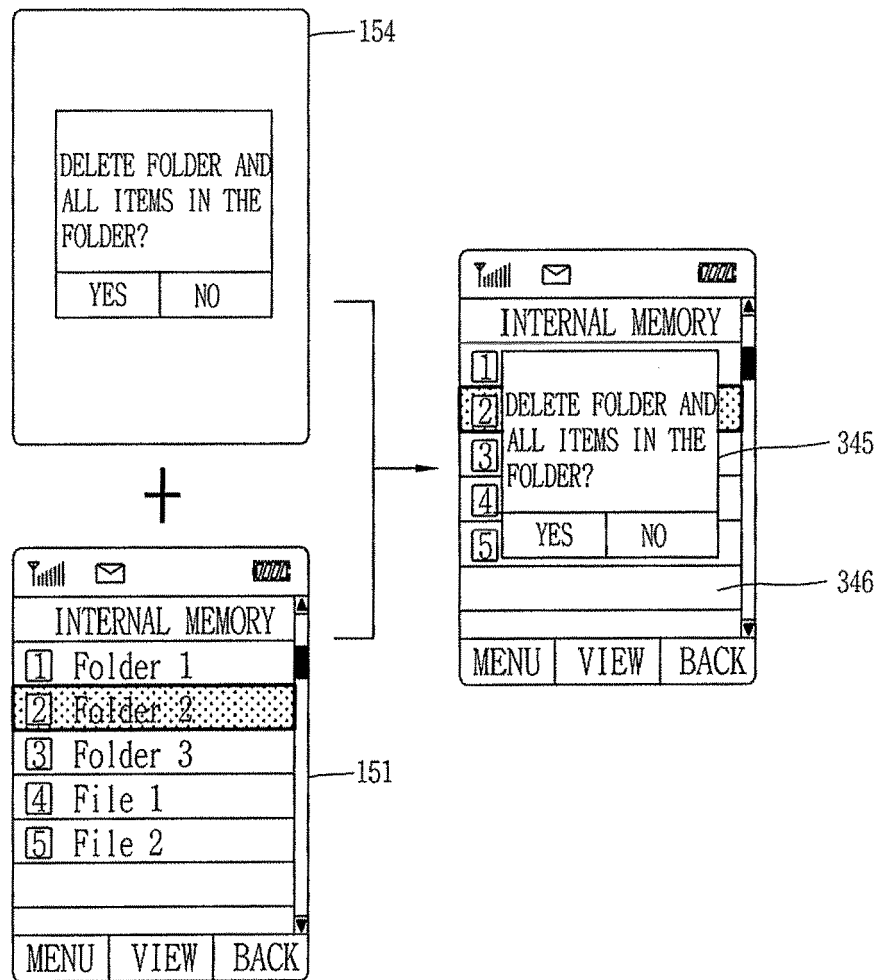 154
DELETE FOLDER AND
ALL ITEMS IN THE
FOLDER?
YES NO
INTERNAL MEMORY
1 Folder 1
2 Folder 2
3 Folder 3
4 File 1
5 File 2
MENU VIEW BACK
151
INTERNAL MEMORY
1
2 DELETE FOLDER AND
3 ALL ITEMS IN THE
FOLDER?
4
5 YES NO
345
346
MENU VIEW BACK